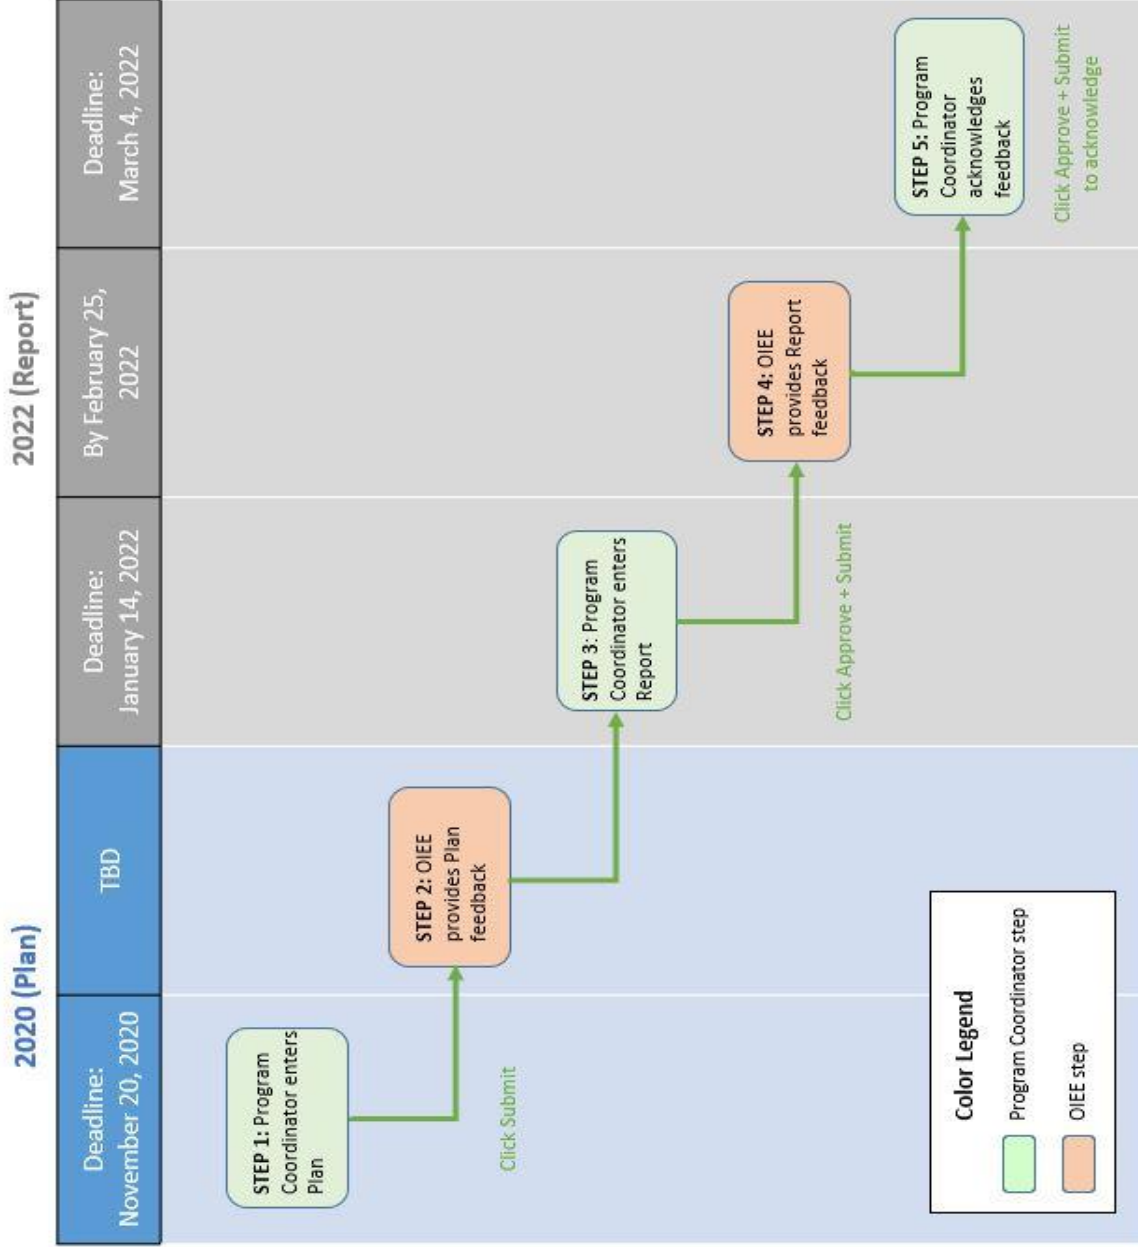 2020 (Plan)
2022 (Report)
Deadline:
November 20, 2020
TBD
Deadline:
January 14, 2022
By February 25,
2022
Deadline:
March 4, 2022
STEP 1: Program
Coordinator enters
Plan
Click Submit
STEP 2: OIEE
provides Plan
feedback
STEP 3: Program
Coordinator enters
Report
Click Approve + Submit
STEP 4: OIEE
provides Report
feedback
STEP 5: Program
Coordinator
acknowledges
feedback
Click Approve + Submit
to acknowledge
Color Legend
Program Coordinator step
OIEE step